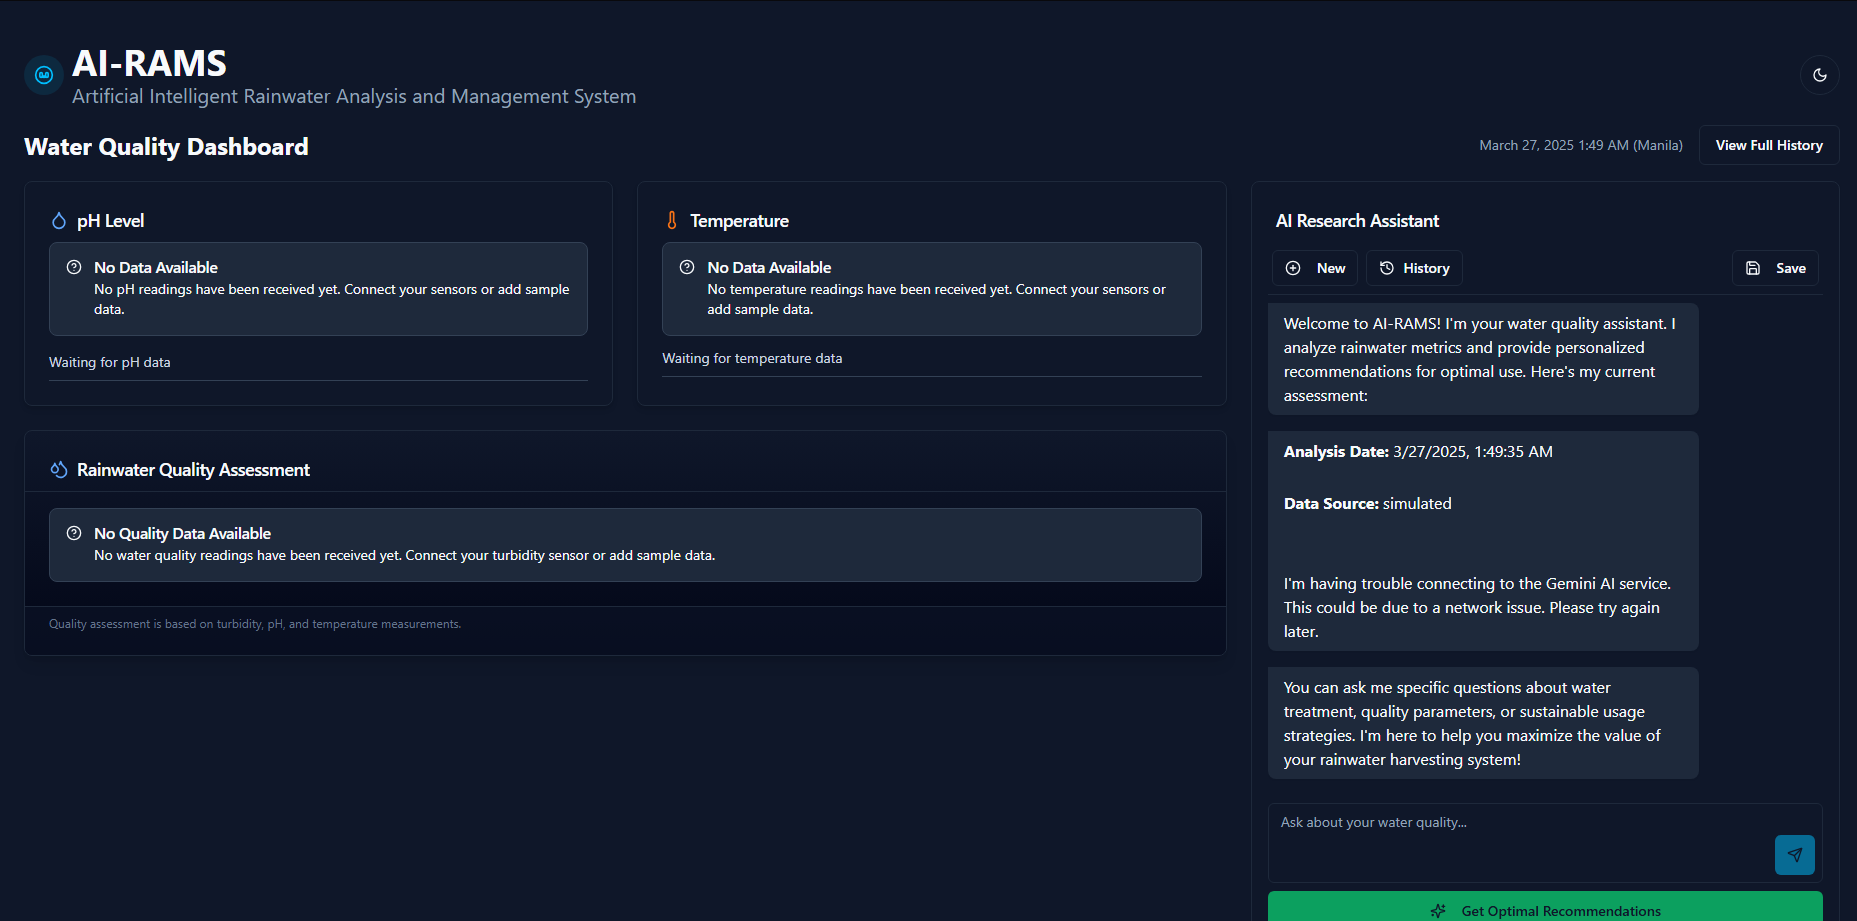 AI-RAMS
Artificial Intelligent Rainwater Analysis and Management System
Water Quality Dashboard
March 27, 2025 1:49 AM (Manila)
View Full History
pH Level
No Data Available
No pH readings have been received yet. Connect your sensors or add sample
data.
Waiting for pH data
Temperature
No Data Available
No temperature readings have been received yet. Connect your sensors or
add sample data.
Waiting for temperature data
Rainwater Quality Assessment
No Quality Data Available
No water quality readings have been received yet. Connect your turbidity sensor or add sample data.
Quality assessment is based on turbidity, pH, and temperature measurements.
AI Research Assistant
New
History
Save
Welcome to AI-RAMS! I'm your water quality assistant. I
analyze rainwater metrics and provide personalized
recommendations for optimal use. Here's my current
assessment:
Analysis Date: 3/27/2025, 1:49:35 AM
Data Source: simulated
I'm having trouble connecting to the Gemini AI service.
This could be due to a network issue. Please try again
later.
You can ask me specific questions about water
treatment, quality parameters, or sustainable usage
strategies. I'm here to help you maximize the value of
your rainwater harvesting system!
Ask about your water quality...
Get Optimal Recommendations